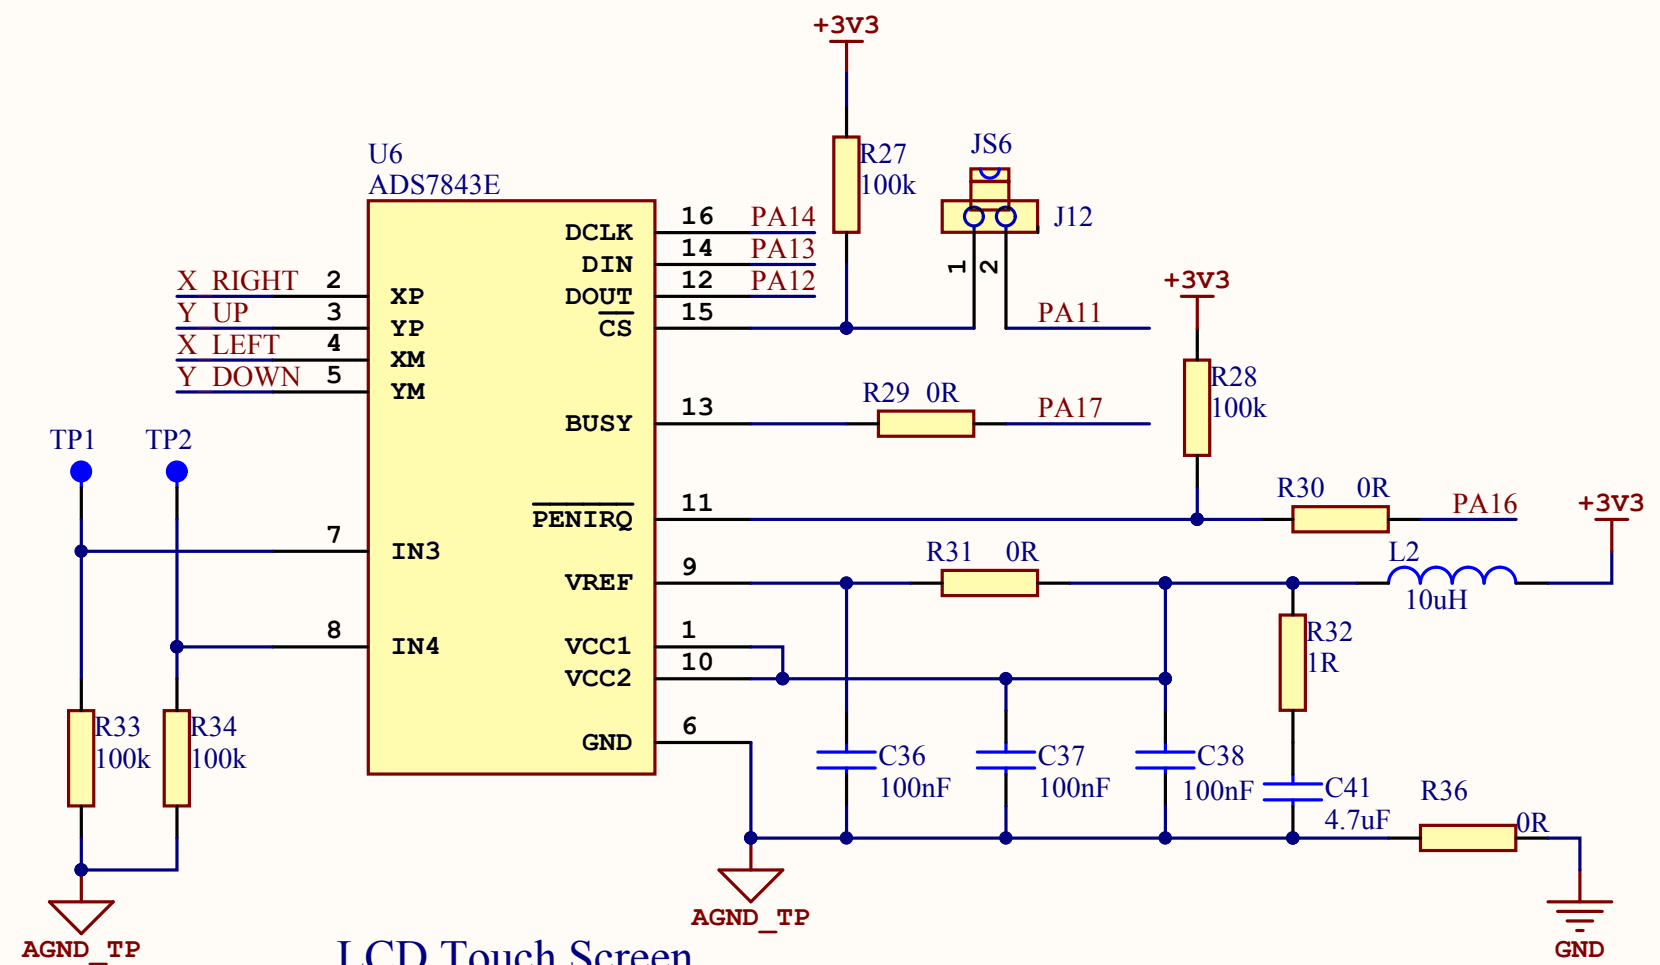 +3V3
U6
ADS7843E
R27
100k
JS6
J12
1
2
DCLK
16
PA14
DIN
14
PA13
DOUT
12
PA12
CS
15
PA11
X RIGHT
2
XP
Y UP
3
YP
X LEFT
4
XM
Y DOWN
5
YM
+3V3
R28
100k
BUSY
13
R29 0R
PA17
TP1
TP2
PENIRQ
11
R30 0R
PA16
+3V3
7
IN3
VREF
9
R31 0R
L2
10uH
8
IN4
VCC1
1
VCC2
10
R32
1R
GND
6
R33
100k
R34
100k
C36
100nF
C37
100nF
C38
100nF
C41
4.7uF
R36
0R
AGND_TP
AGND_TP
GND
LCD Touch Screen